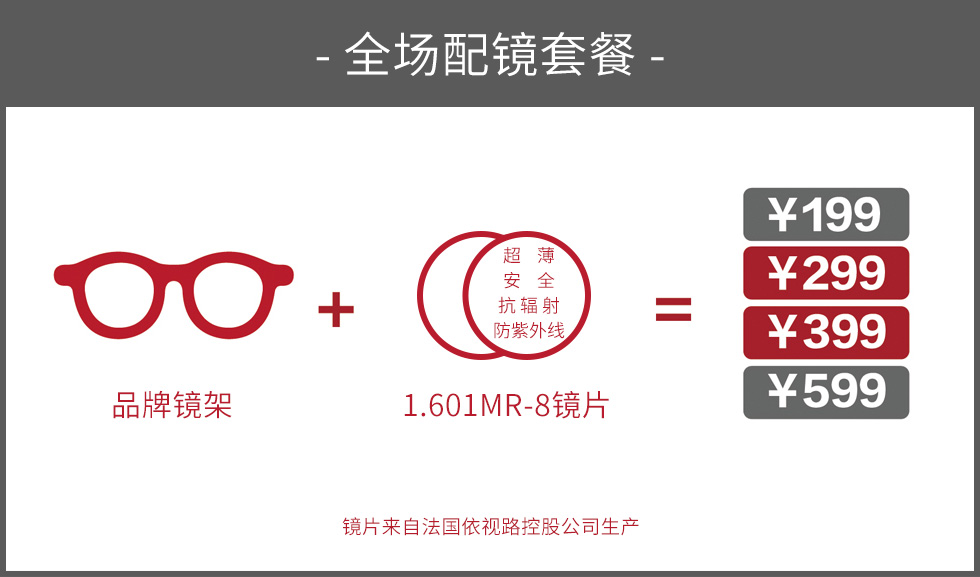 - 全场配镜套餐 -
超 薄
安 全
抗辐射
防紫外线
+
=
¥199
¥299
¥399
¥599
品牌镜架
1.601MR-8镜片
镜片来自法国依视路控股公司生产